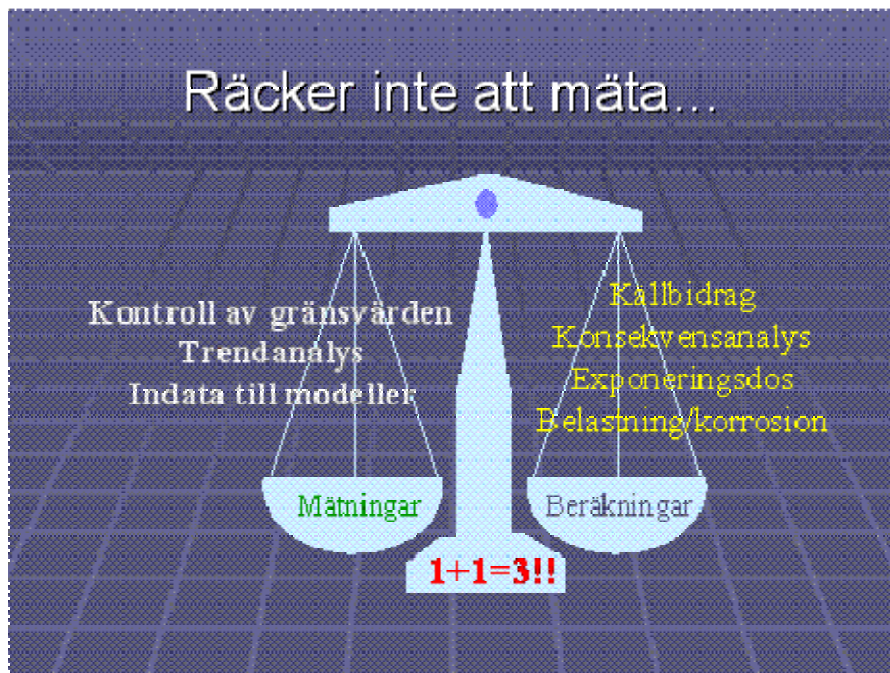 Räcker inte att mäta...
Kontroll av gränsvärden
Trendanalys
Indata till modeller
Källbidrag
Konsekvensanalys
Exponeringsdos
Belastning/korrosion
Mätningar
Beräkningar
1+1=3!!